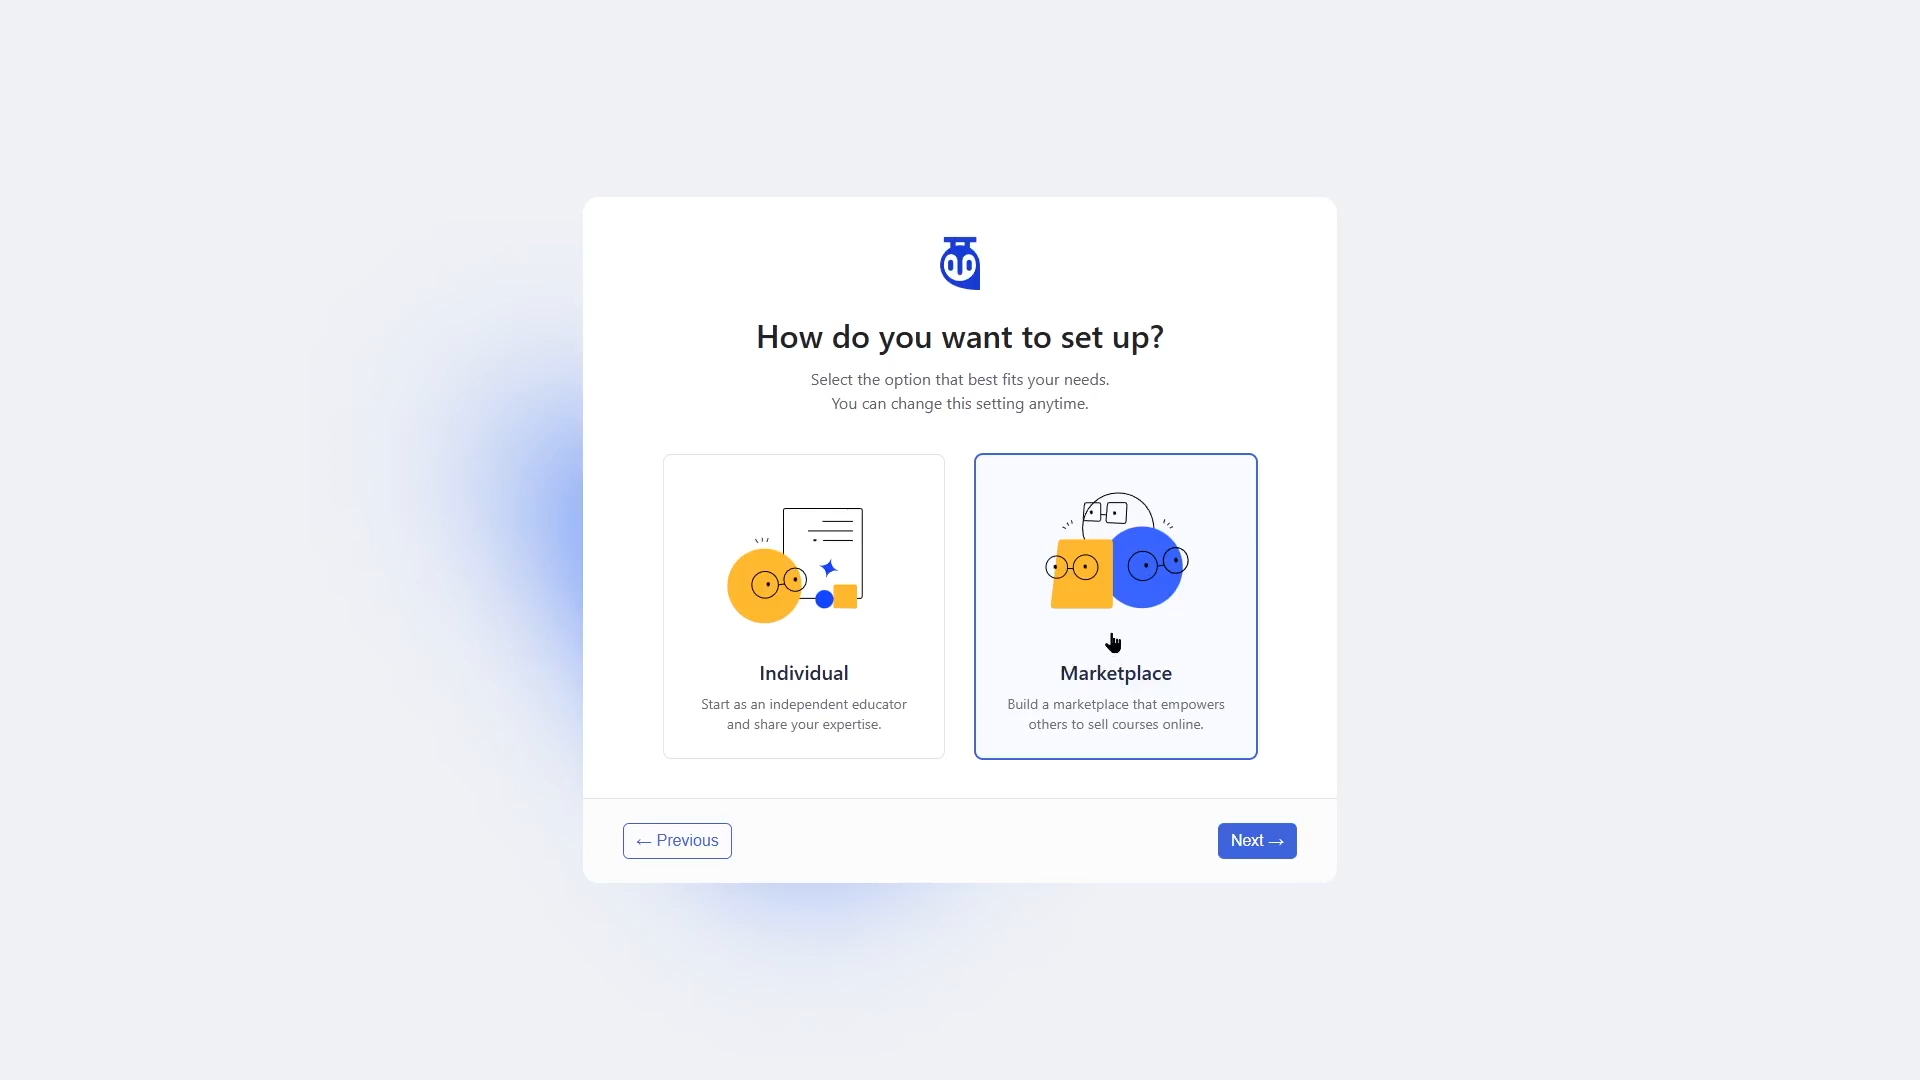 How do you want to set up?
Select the option that best fits your needs.
You can change this setting anytime.
Individual
Start as an independent educator
and share your expertise.
Marketplace
Build a marketplace that empowers
others to sell courses online.
← Previous
Next →